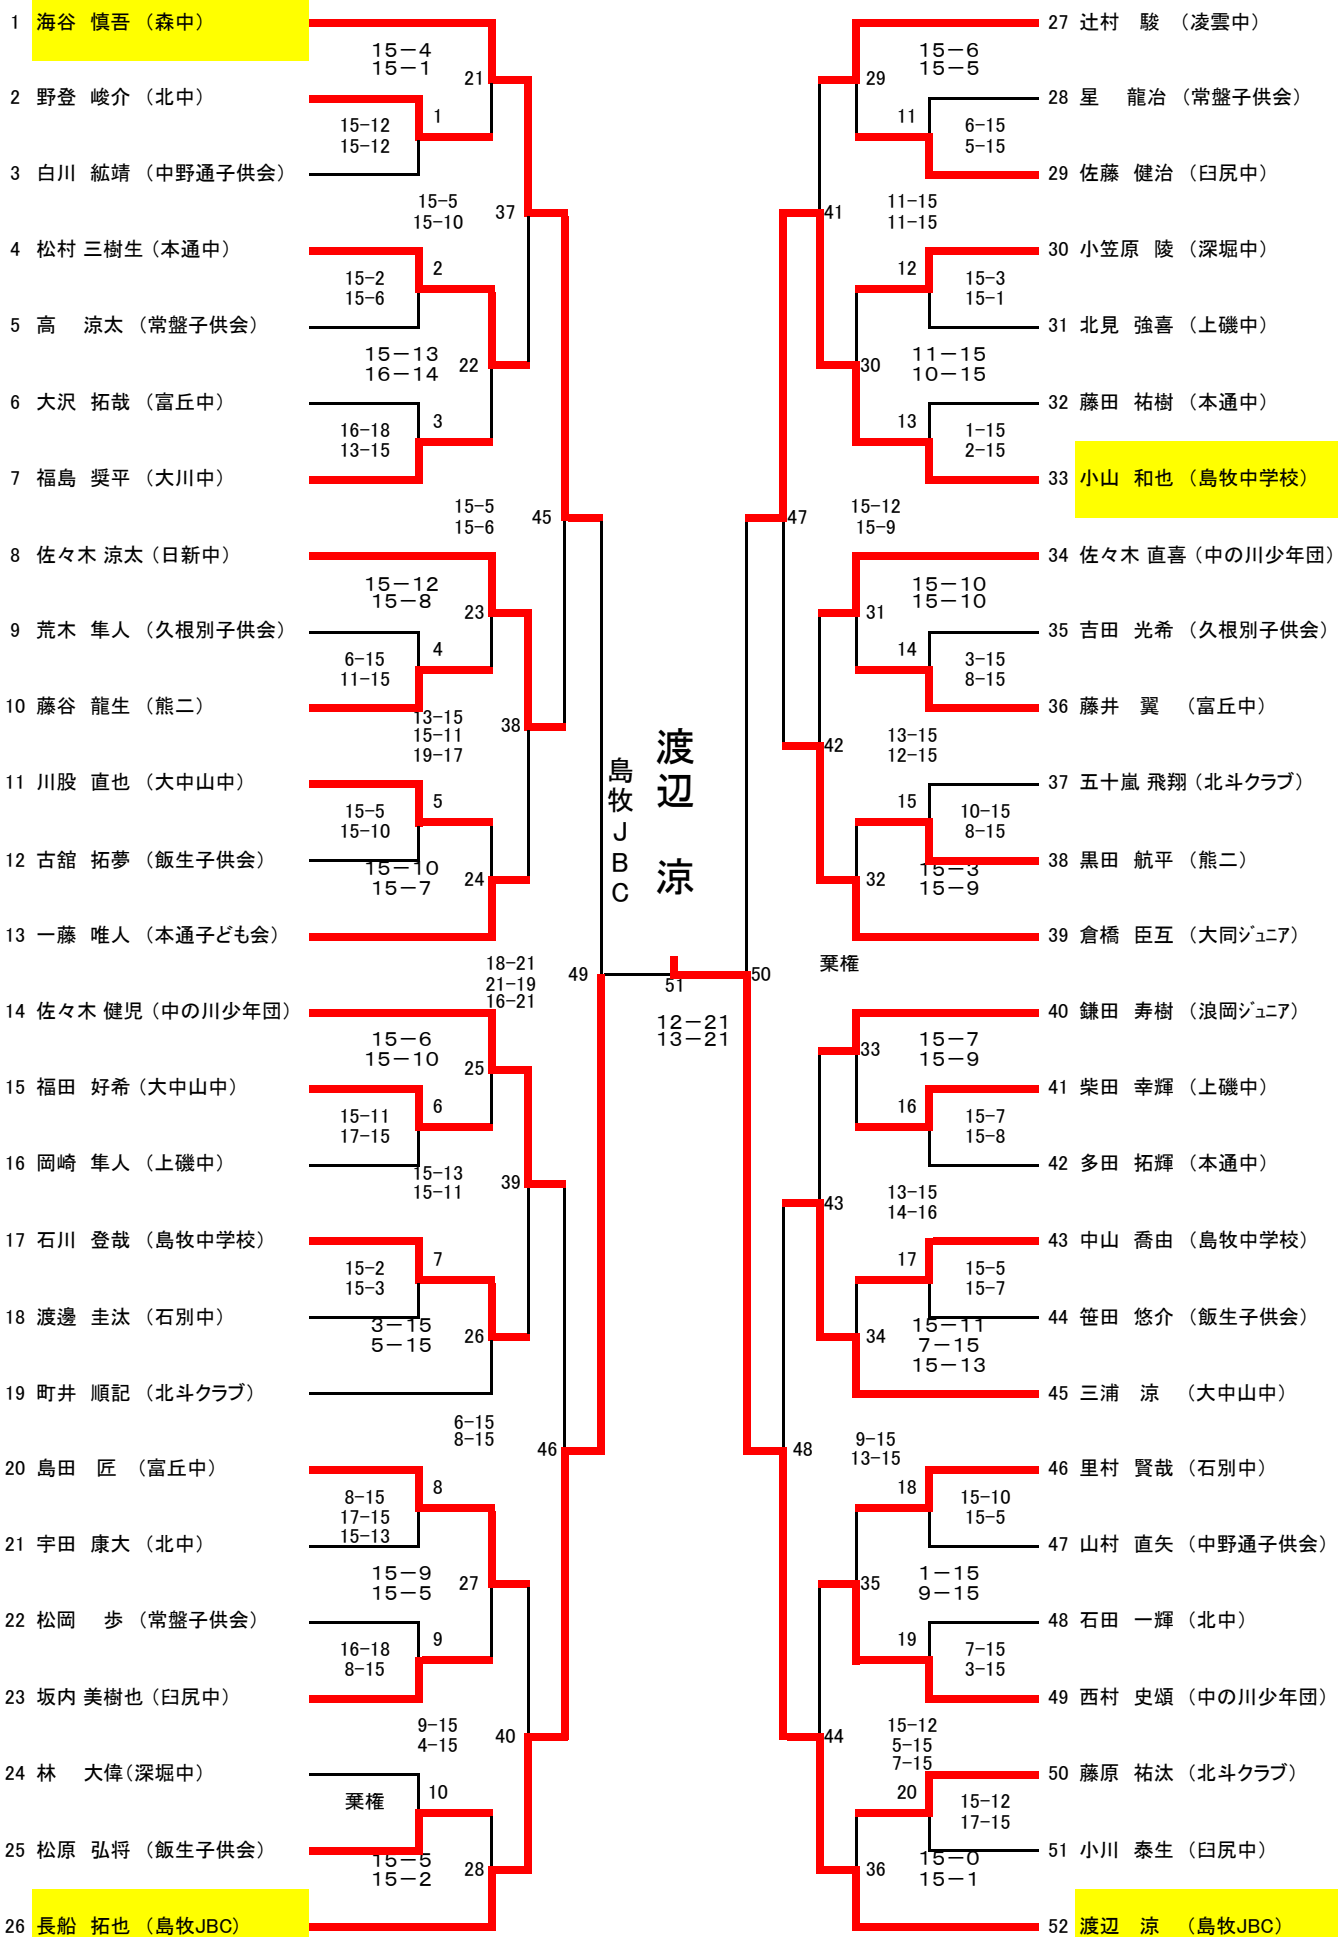 1 海谷 慎吾 （森中）
15－4
15－1
21
2 野登 峻介 （北中）
1
15-12
15-12
3 白川 紘靖 （中野通子供会）
15-5
15-10
37
4 松村 三樹生 （本通中）
2
15-2
15-6
5 高 涼太 （常盤子供会）
15－13
16－14
22
6 大沢 拓哉 （富丘中）
3
16-18
13-15
7 福島 奨平 （大川中）
15-5
15-6
45
8 佐々木 涼太 （日新中）
15－12
15－8
23
9 荒木 隼人 （久根別子供会）
4
6-15
11-15
10 藤谷 龍生 （熊二）
13-15
15-11
19-17
38
11 川股 直也 （大中山中）
5
15-5
15-10
12 古舘 拓夢 （飯生子供会）
15－10
15－7
24
13 一藤 唯人 （本通子ども会）
18-21
21-19
16-21
49
14 佐々木 健児 （中の川少年団）
15－6
15－10
25
15 福田 好希 （大中山中）
6
15-11
17-15
16 岡崎 隼人 （上磯中）
15-13
15-11
39
17 石川 登哉 （島牧中学校）
7
15-2
15-3
18 渡邊 圭汰 （石別中）
3－15
5－15
26
19 町井 順記 （北斗クラブ）
6-15
8-15
46
20 島田 匠 （富丘中）
8
8-15
17-15
15-13
21 宇田 康大 （北中）
15－9
15－5
27
22 松岡 歩 （常盤子供会）
9
16-18
8-15
23 坂内 美樹也 （臼尻中）
9-15
4-15
40
24 林 大偉 （深堀中）
10
棄権
25 松原 弘将 （飯生子供会）
15－5
15－2
28
26 長船 拓也 （島牧JBC）
渡辺 涼
島牧JBC
51
12－21
13－21
27 辻村 駿 （凌雲中）
15－6
15－5
29
28 星 龍冶 （常盤子供会）
11
6-15
5-15
29 佐藤 健治 （臼尻中）
11-15
11-15
41
30 小笠原 陵 （深堀中）
12
15-3
15-1
31 北見 強喜 （上磯中）
11－15
10－15
30
32 藤田 祐樹 （本通中）
13
1-15
2-15
33 小山 和也 （島牧中学校）
15-12
15-9
47
34 佐々木 直喜 （中の川少年団）
15－10
15－10
31
35 吉田 光希 （久根別子供会）
14
3-15
8-15
36 藤井 翼 （富丘中）
13-15
12-15
42
37 五十嵐 飛翔 （北斗クラブ）
15
10-15
8-15
38 黒田 航平 （熊二）
15－3
15－9
32
39 倉橋 臣互 （大同ジュニア）
棄権
50
40 鎌田 寿樹 （浪岡ジュニア）
15－7
15－9
33
41 柴田 幸輝 （上磯中）
16
15-7
15-8
42 多田 拓輝 （本通中）
13-15
14-16
43
43 中山 喬由 （島牧中学校）
17
15-5
15-7
44 笹田 悠介 （飯生子供会）
15－11
7－15
15－13
34
45 三浦 涼 （大中山中）
9-15
13-15
48
46 里村 賢哉 （石別中）
18
15-10
15-5
47 山村 直矢 （中野通子供会）
1－15
9－15
35
48 石田 一輝 （北中）
19
7-15
3-15
49 西村 史頌 （中の川少年団）
15-12
5-15
7-15
44
50 藤原 祐汰 （北斗クラブ）
20
15-12
17-15
51 小川 泰生 （臼尻中）
15－0
15－1
36
52 渡辺 涼 （島牧JBC）